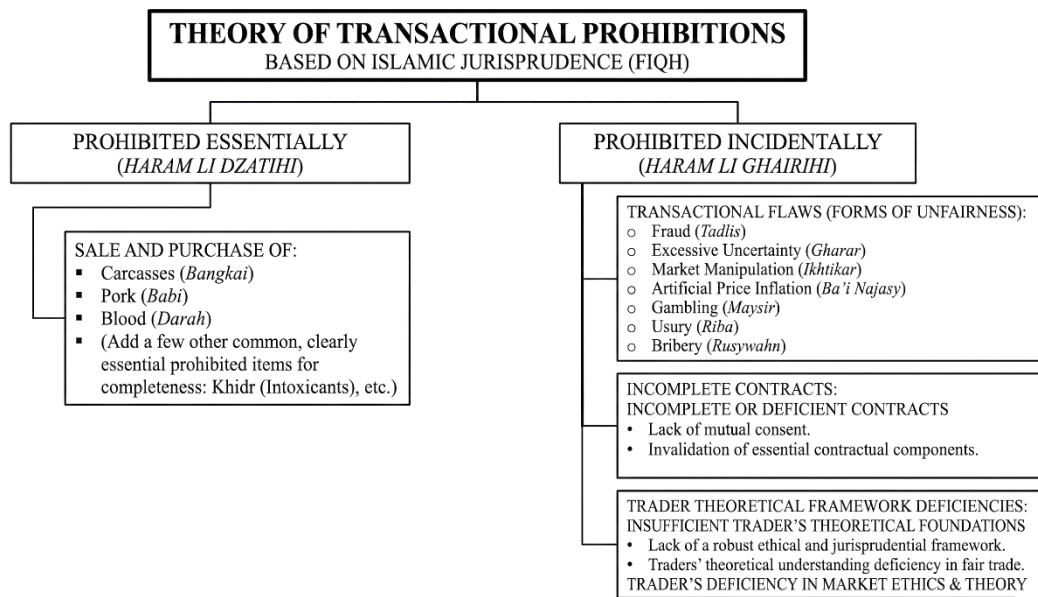 THEORY OF TRANSACTIONAL PROHIBITIONS
BASED ON ISLAMIC JURISPRUDENCE (FIQH)
PROHIBITED ESSENTIALLY
(HARAM LI DZATIHI)
SALE AND PURCHASE OF:
▪ Carcasses (Bangkai)
▪ Pork (Babi)
▪ Blood (Darah)
▪ (Add a few other common, clearly
essential prohibited items for
completeness: Khidr (Intoxicants), etc.)
PROHIBITED INCIDENTALLY
(HARAM LI GHAIRIHI)
TRANSACTIONAL FLAWS (FORMS OF UNFAIRNESS):
o Fraud (Tadlis)
o Excessive Uncertainty (Gharar)
o Market Manipulation (Ikhtikar)
o Artificial Price Inflation (Ba’i Najasy)
o Gambling (Maysir)
o Usury (Riba)
o Bribery (Rusywahn)
INCOMPLETE CONTRACTS:
INCOMPLETE OR DEFICIENT CONTRACTS
• Lack of mutual consent.
• Invalidation of essential contractual components.
TRADER THEORETICAL FRAMEWORK DEFICIENCIES:
INSUFFICIENT TRADER’S THEORETICAL FOUNDATIONS
• Lack of a robust ethical and jurisprudential framework.
• Traders’ theoretical understanding deficiency in fair trade.
TRADER’S DEFICIENCY IN MARKET ETHICS & THEORY